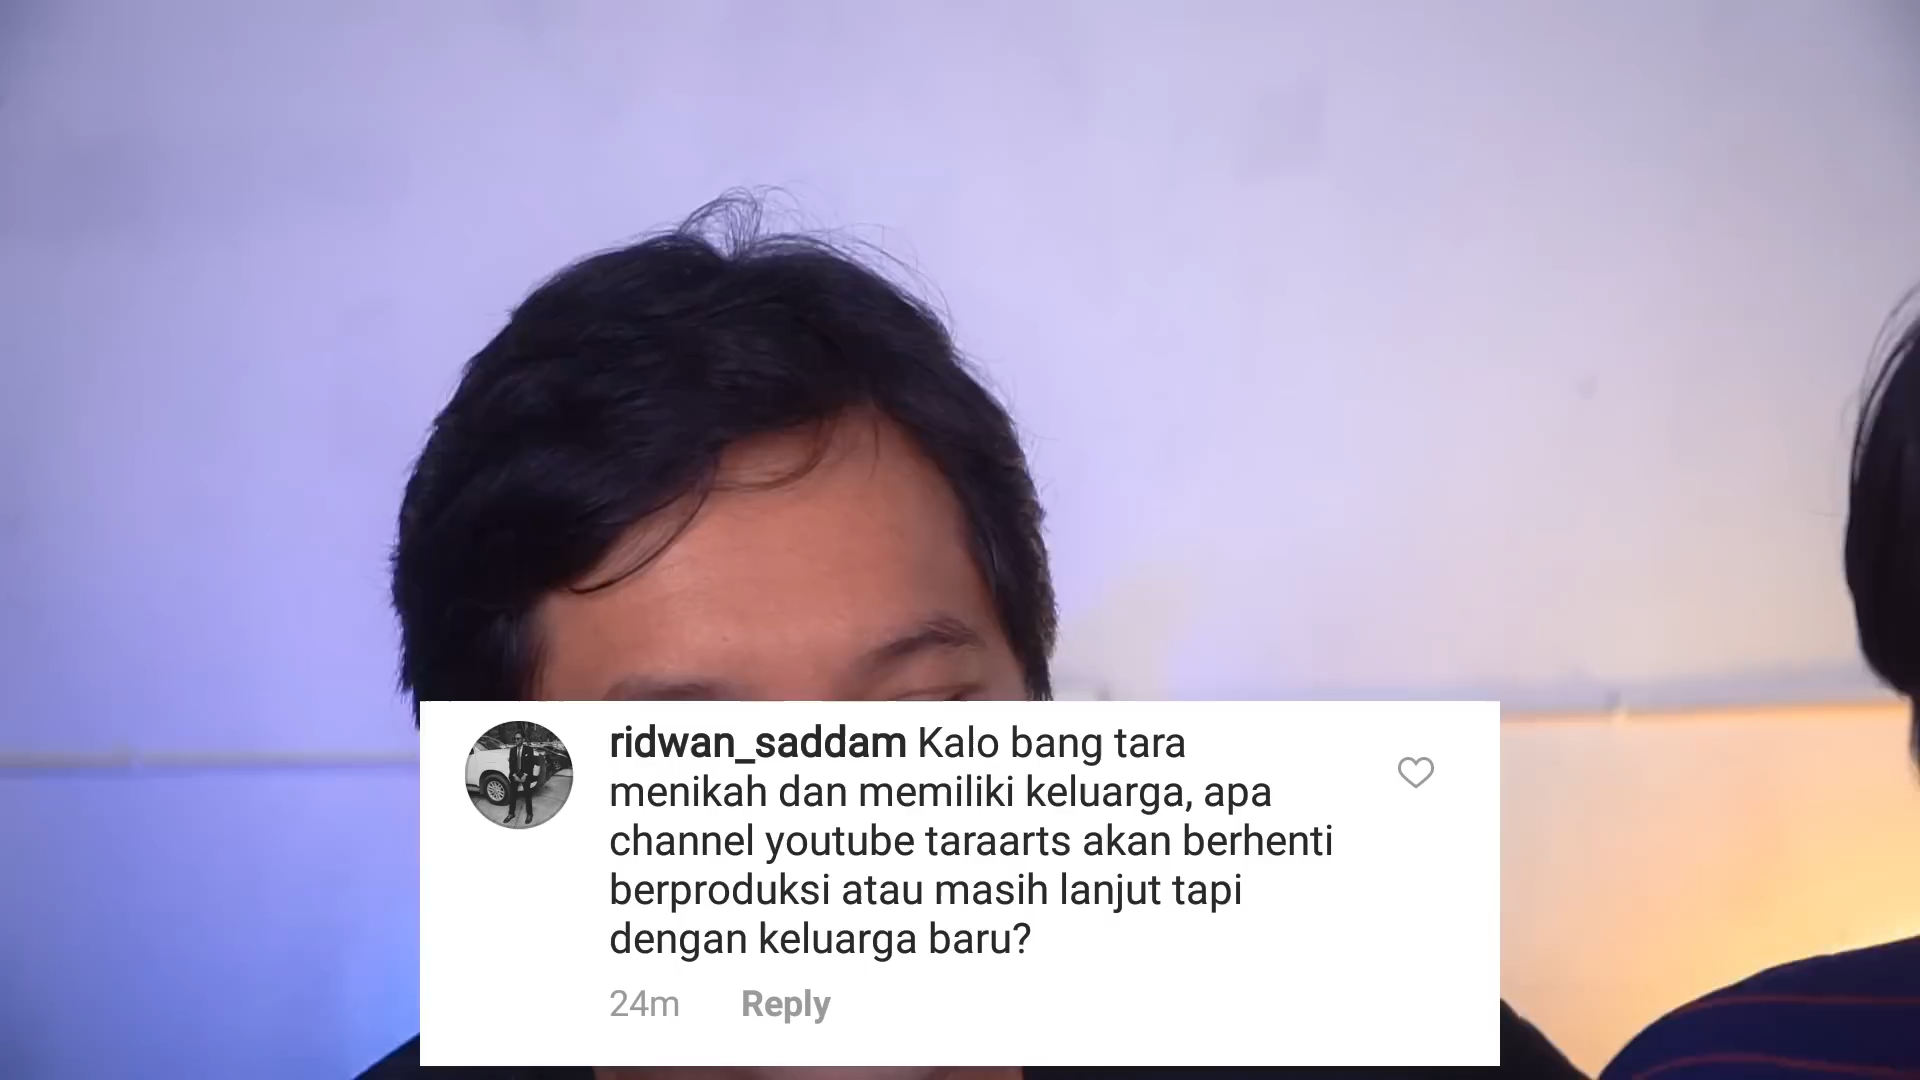 ridwan_saddam Kalo bang tara
menikah dan memiliki keluarga, apa
channel youtube taraarts akan berhenti
berproduksi atau masih lanjut tapi
dengan keluarga baru?
24m Reply